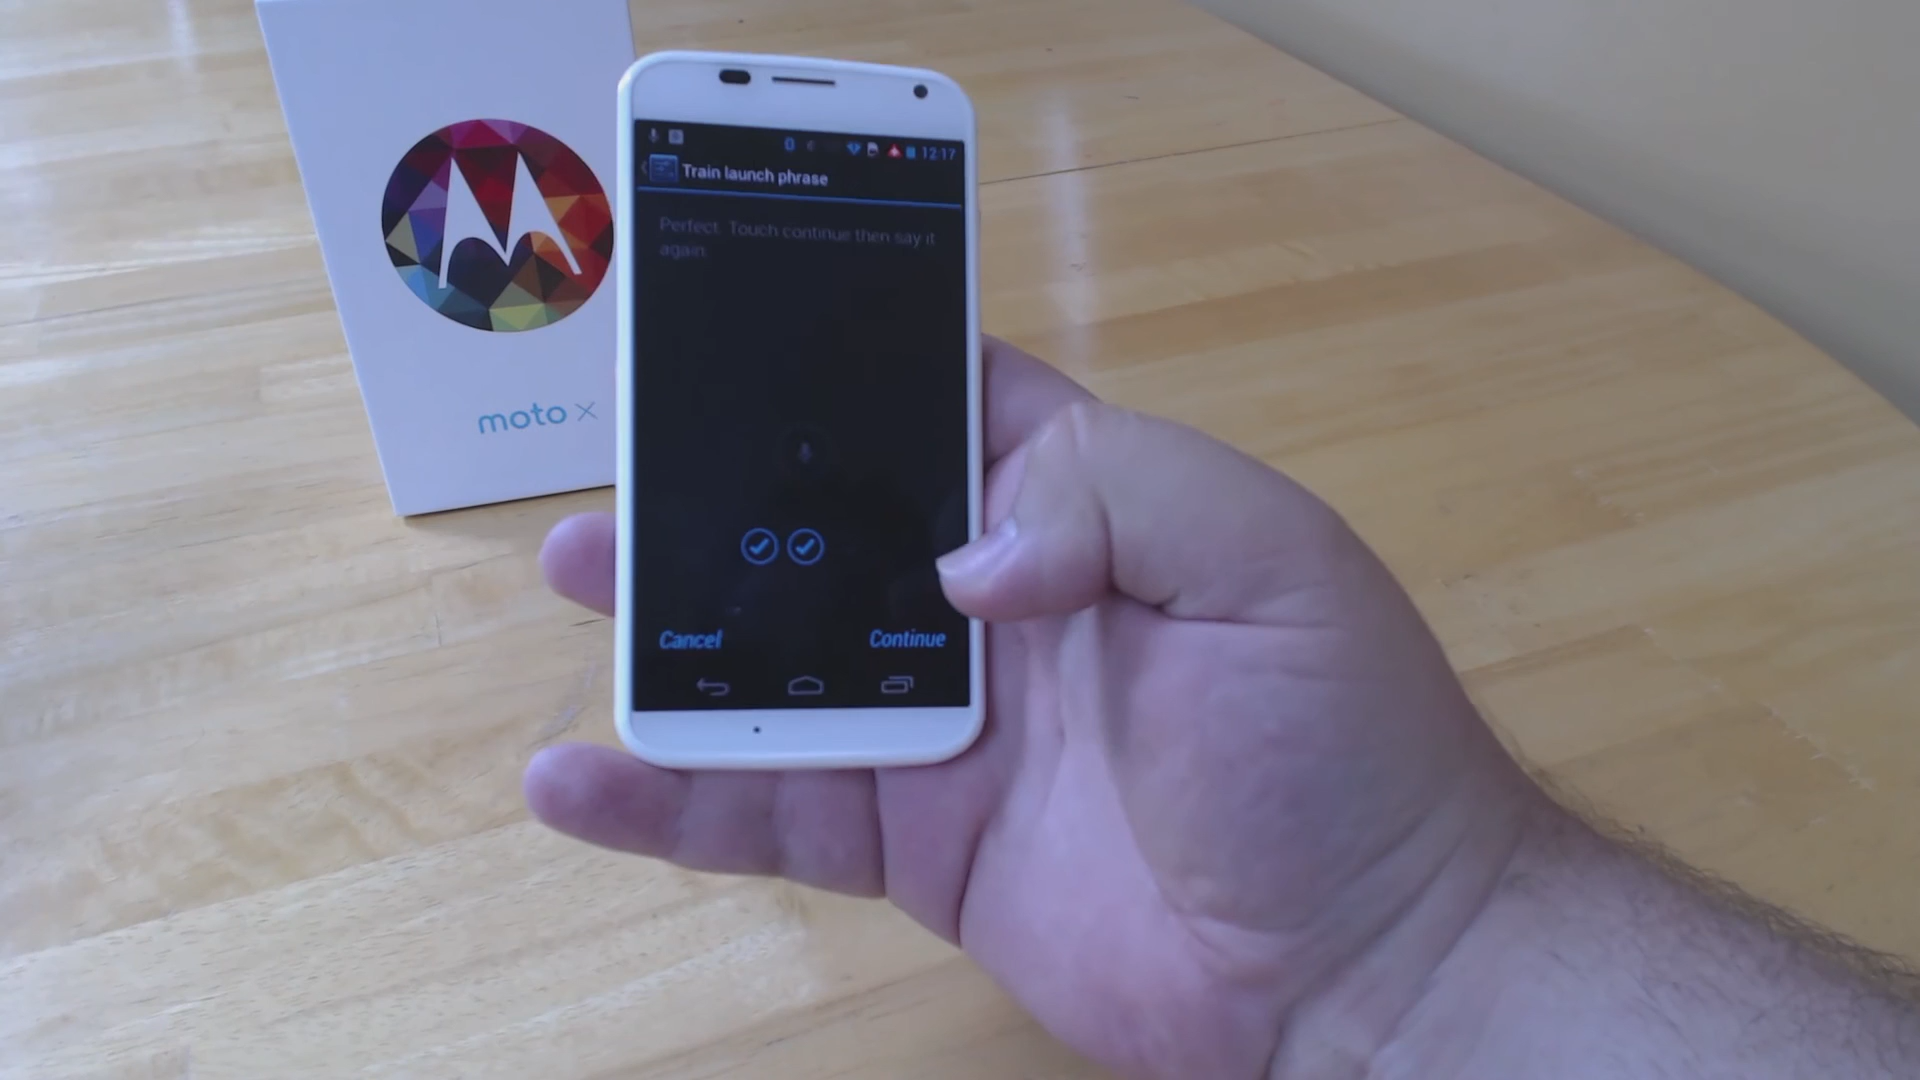 12:17
Train launch phrase
Perfect. Touch continue then say it
again.
Cancel
Continue
moto x